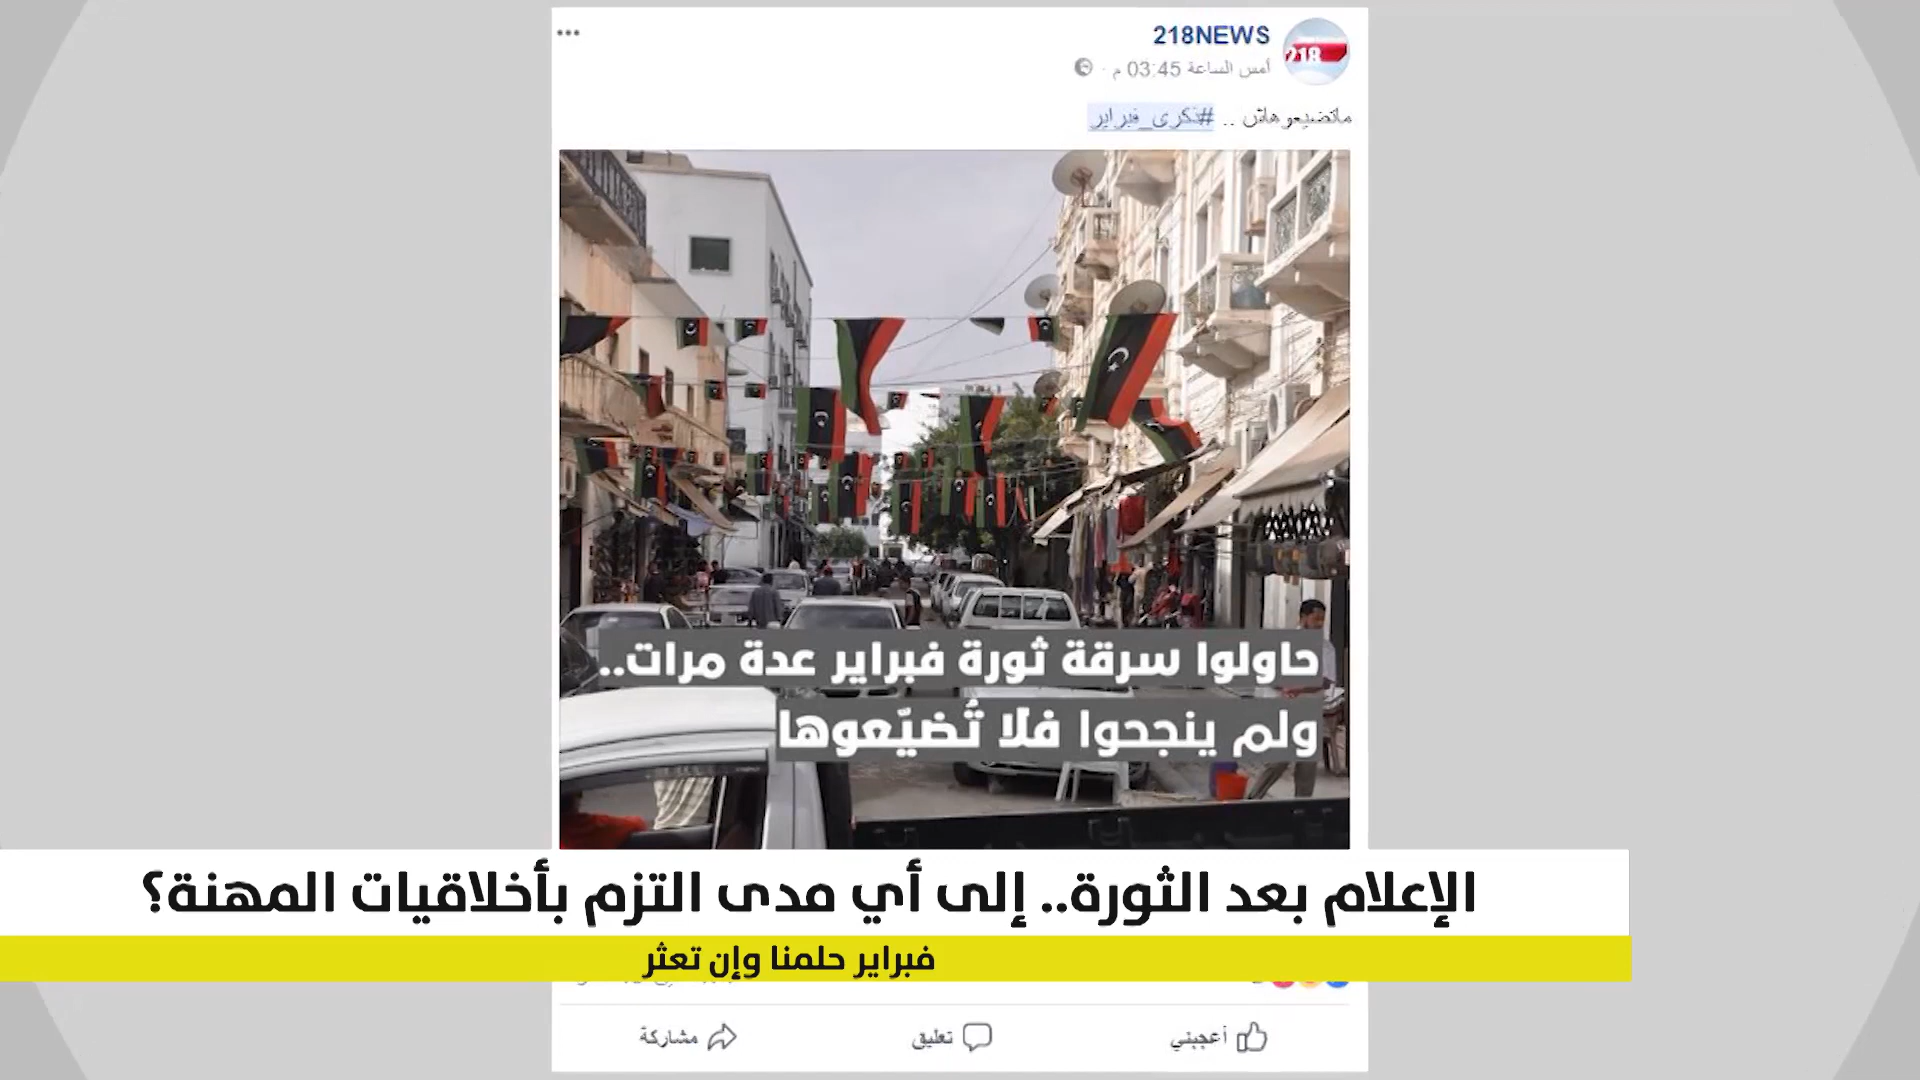 218NEWS
218
أمس الساعة 03:45 م ·
ماتضيعوهاش .. #ذكرى_فبراير
حاولوا سرقة ثورة فبراير عدة مرات..
ولم ينجحوا فلا تُضيّعوها
الإعلام بعد الثورة.. إلى أي مدى التزم بأخلاقيات المهنة؟
فبراير حلمنا وإن تعثر
أعجبني تعليق مشاركة